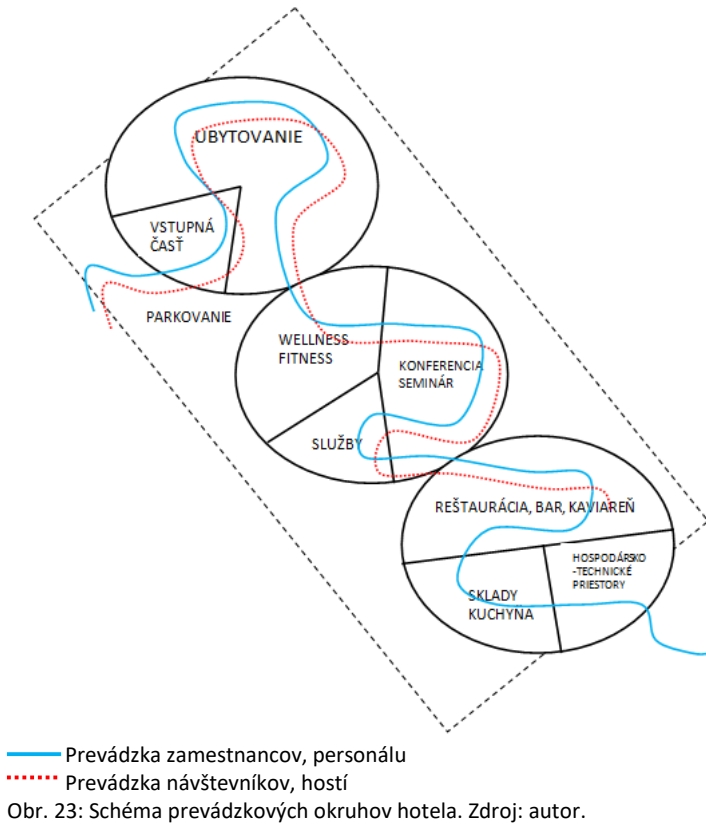 UBYTOVANIE
VSTUPNÁ
ČASŤ
PARKOVANIE
WELLNESS
FITNESS
KONFERENCIA
SEMINÁR
SLUŽBY
REŠTAURÁCIA, BAR, KAVIAREŇ
HOSPODÁRSKO
-TECHNICKÉ
PRIESTORY
SKLADY
KUCHYŇA
Prevádzka zamestnancov, personálu
Prevádzka návštevníkov, hostí
Obr. 23: Schéma prevádzkových okruhov hotela. Zdroj: autor.